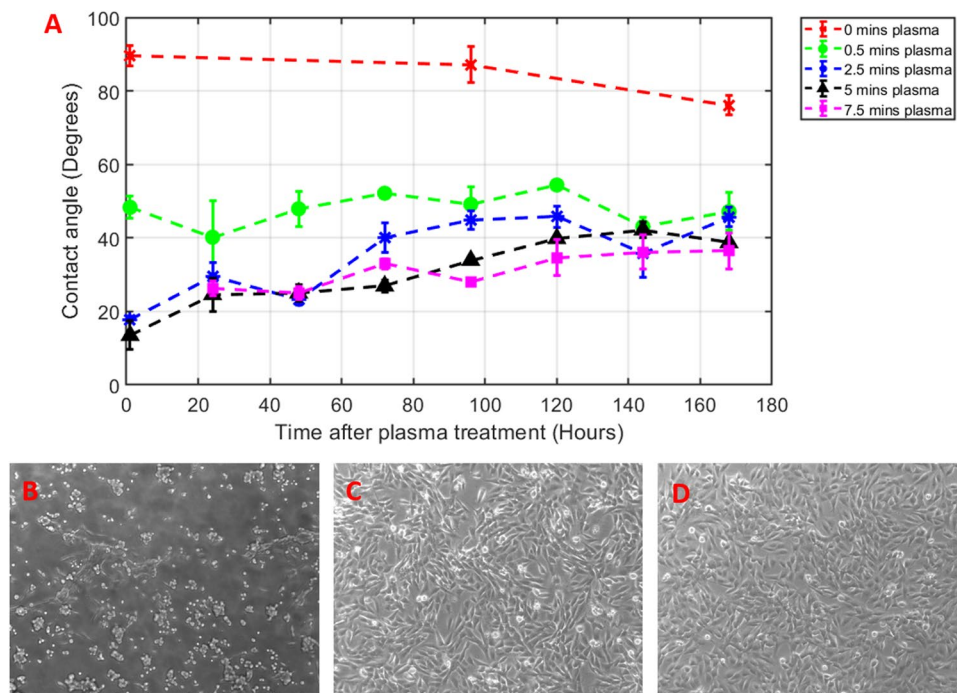 A
100
80
60
40
20
0
Contact angle (Degrees)
0 20 40 60 80 100 120 140 160 180
Time after plasma treatment (Hours)
0 mins plasma
0.5 mins plasma
2.5 mins plasma
5 mins plasma
7.5 mins plasma
B
C
D